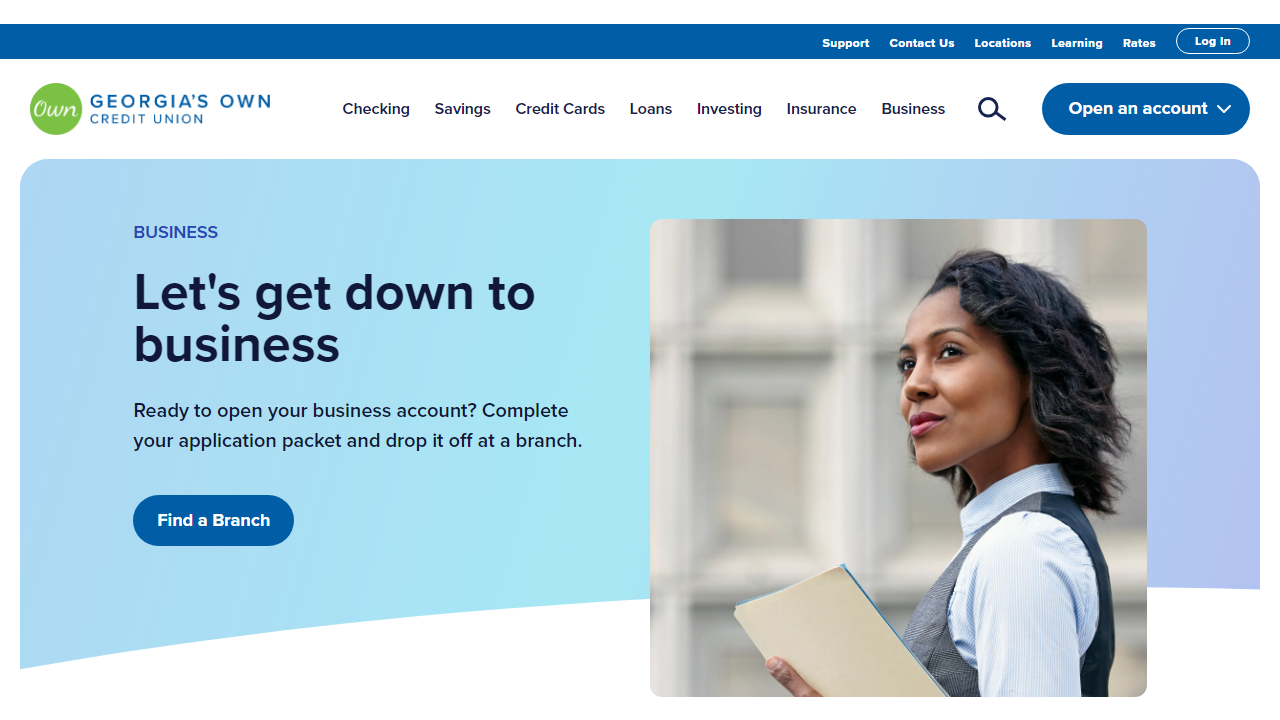 Support Contact Us Locations Learning Rates Log In
Own GEORGIA'S OWN
CREDIT UNION
Checking Savings Credit Cards Loans Investing Insurance Business Open an account
BUSINESS
Let's get down to
business
Ready to open your business account? Complete
your application packet and drop it off at a branch.
Find a Branch